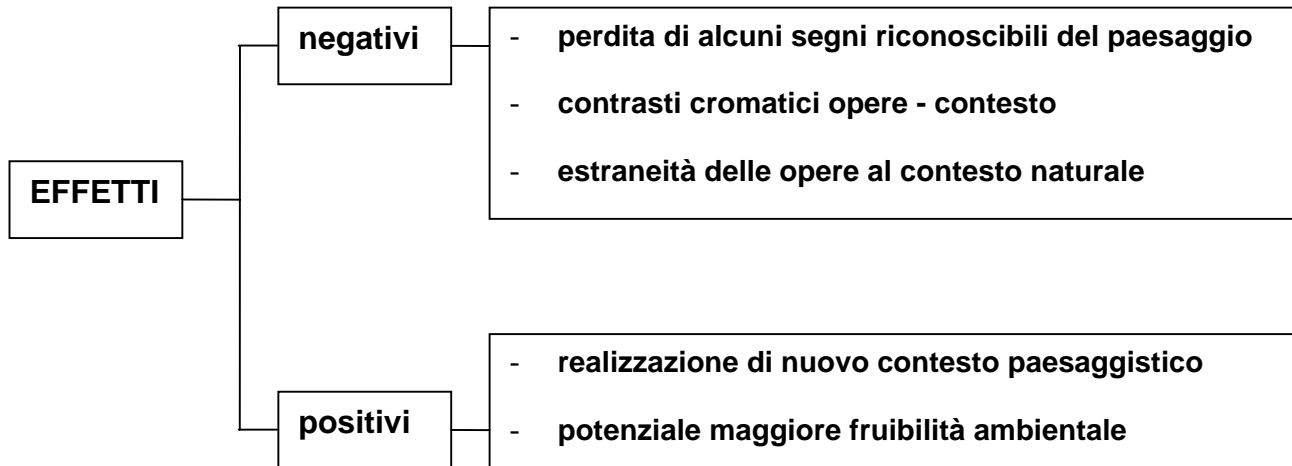 EFFETTI
negativi
- perdita di alcuni segni riconoscibili del paesaggio
- contrasti cromatici opere - contesto
- estraneità delle opere al contesto naturale
positivi
- realizzazione di nuovo contesto paesaggistico
- potenziale maggiore fruibilità ambientale